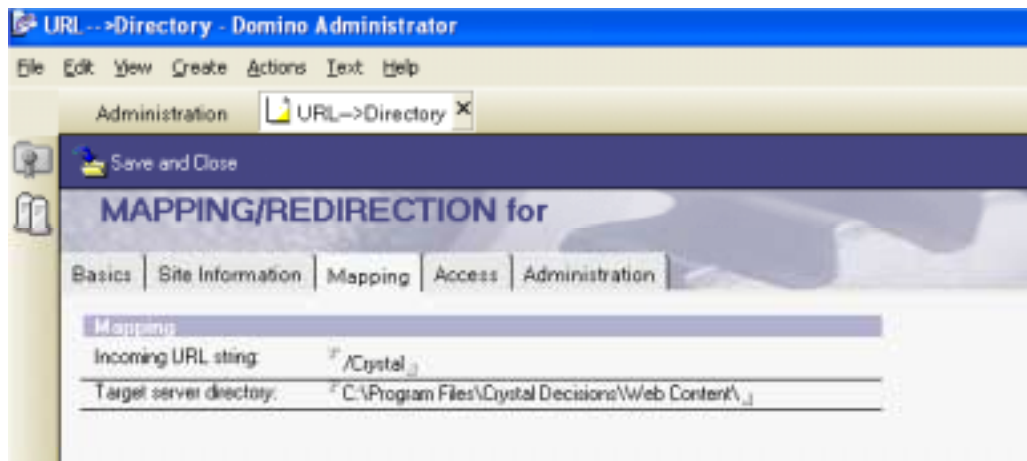 URL-->Directory - Domino Administrator
File Edit View Create Actions Text Help
Administration URL-->Directory
Save and Close
MAPPING/REDIRECTION for
Basics Site Information Mapping Access Administration
Mapping
Incoming URL string: /Crystal
Target server directory: C:\Program Files\Crystal Decisions\Web Content\